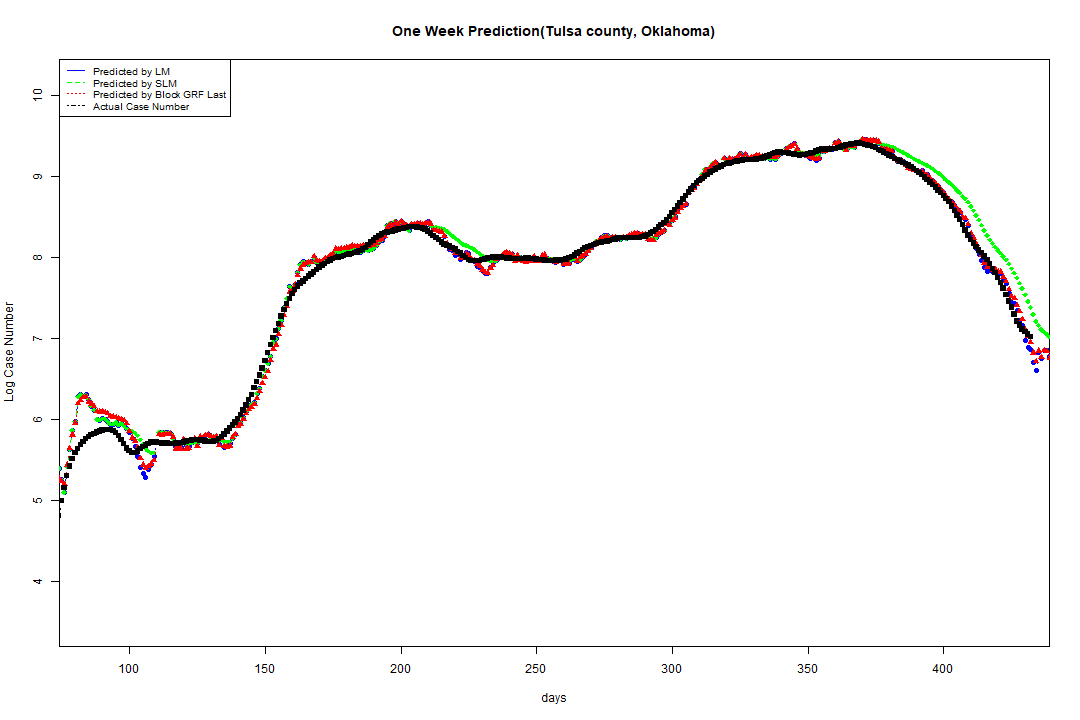 One Week Prediction(Tulsa county, Oklahoma)
Predicted by LM
Predicted by SLM
Predicted by Block GRF Last
Actual Case Number
10
9
8
7
6
5
4
Log Case Number
100 150 200 250 300 350 400
days